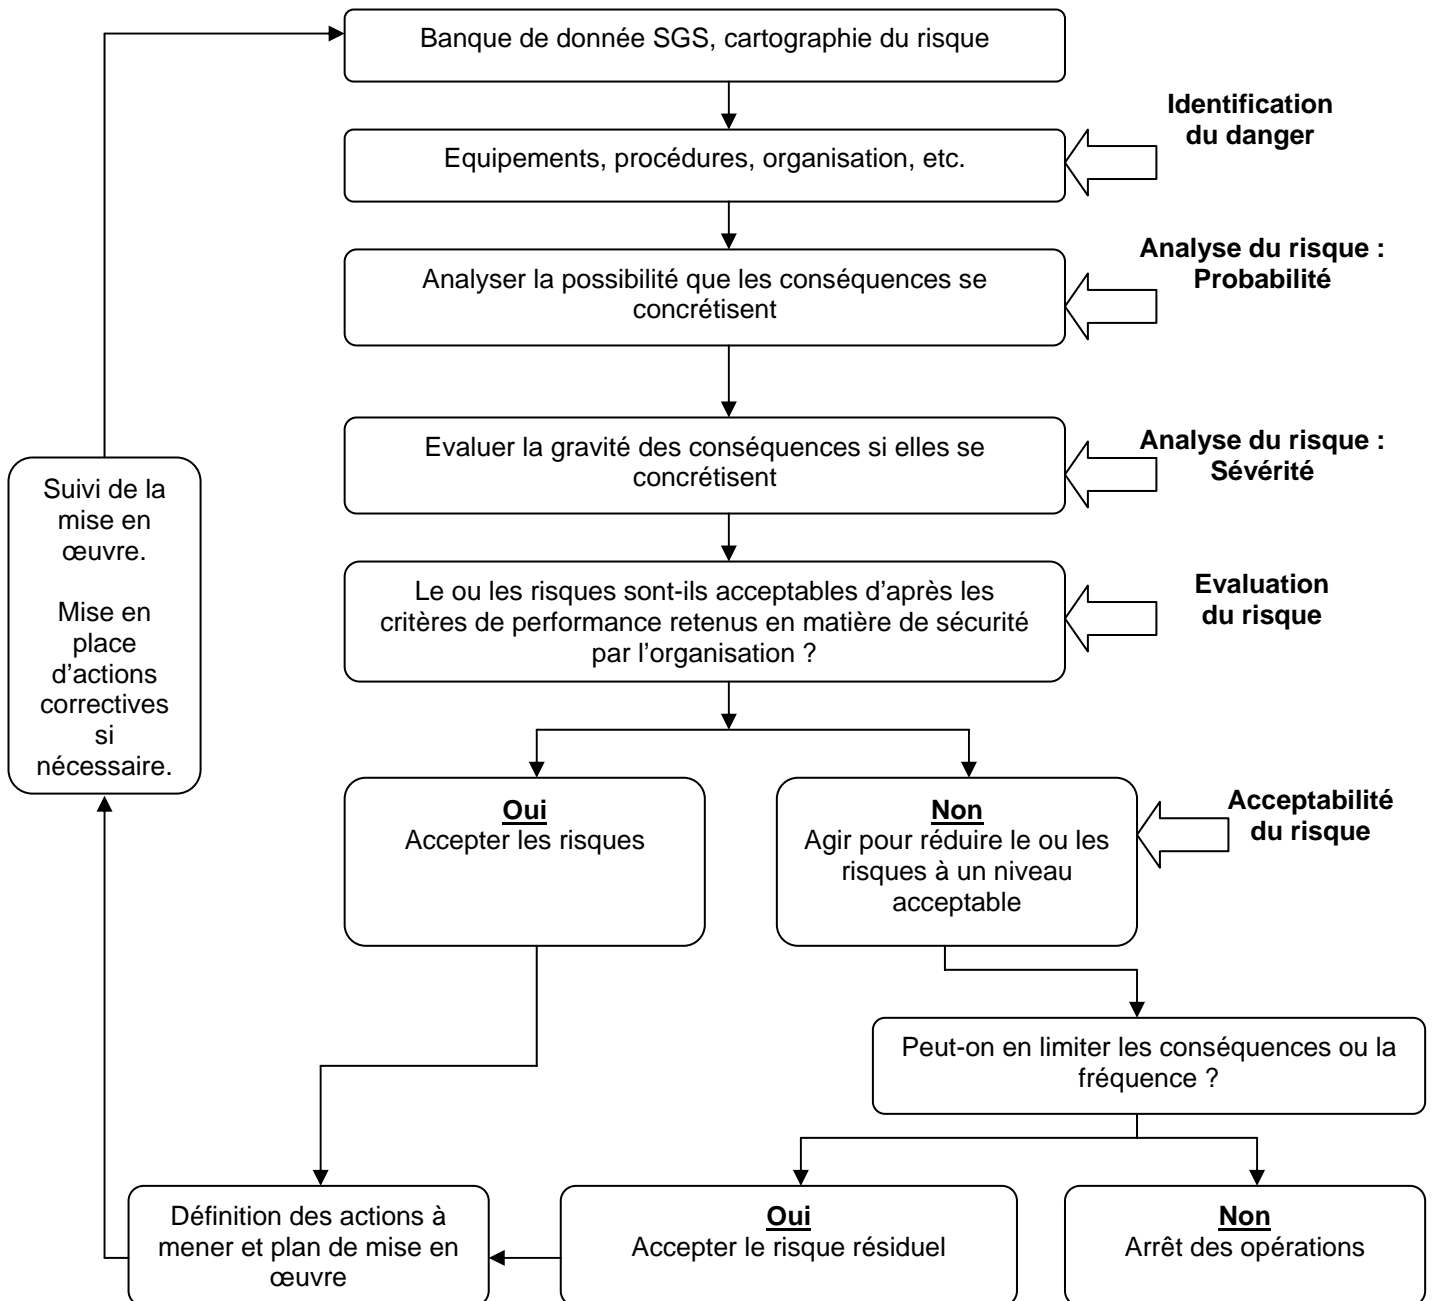 Banque de donnée SGS, cartographie du risque
Identification
du danger
Equipements, procédures, organisation, etc.
Analyse du risque :
Probabilité
Analyser la possibilité que les conséquences se
concrétisent
Analyse du risque :
Sévérité
Evaluer la gravité des conséquences si elles se
concrétisent
Suivi de la
mise en
œuvre.
Mise en
place
d’actions
correctives
si
nécessaire.
Evaluation
du risque
Le ou les risques sont-ils acceptables d’après les
critères de performance retenus en matière de sécurité
par l’organisation ?
Oui
Accepter les risques
Non
Agir pour réduire le ou les
risques à un niveau
acceptable
Acceptabilité
du risque
Peut-on en limiter les conséquences ou la
fréquence ?
Définition des actions à
mener et plan de mise en
œuvre
Oui
Accepter le risque résiduel
Non
Arrêt des opérations